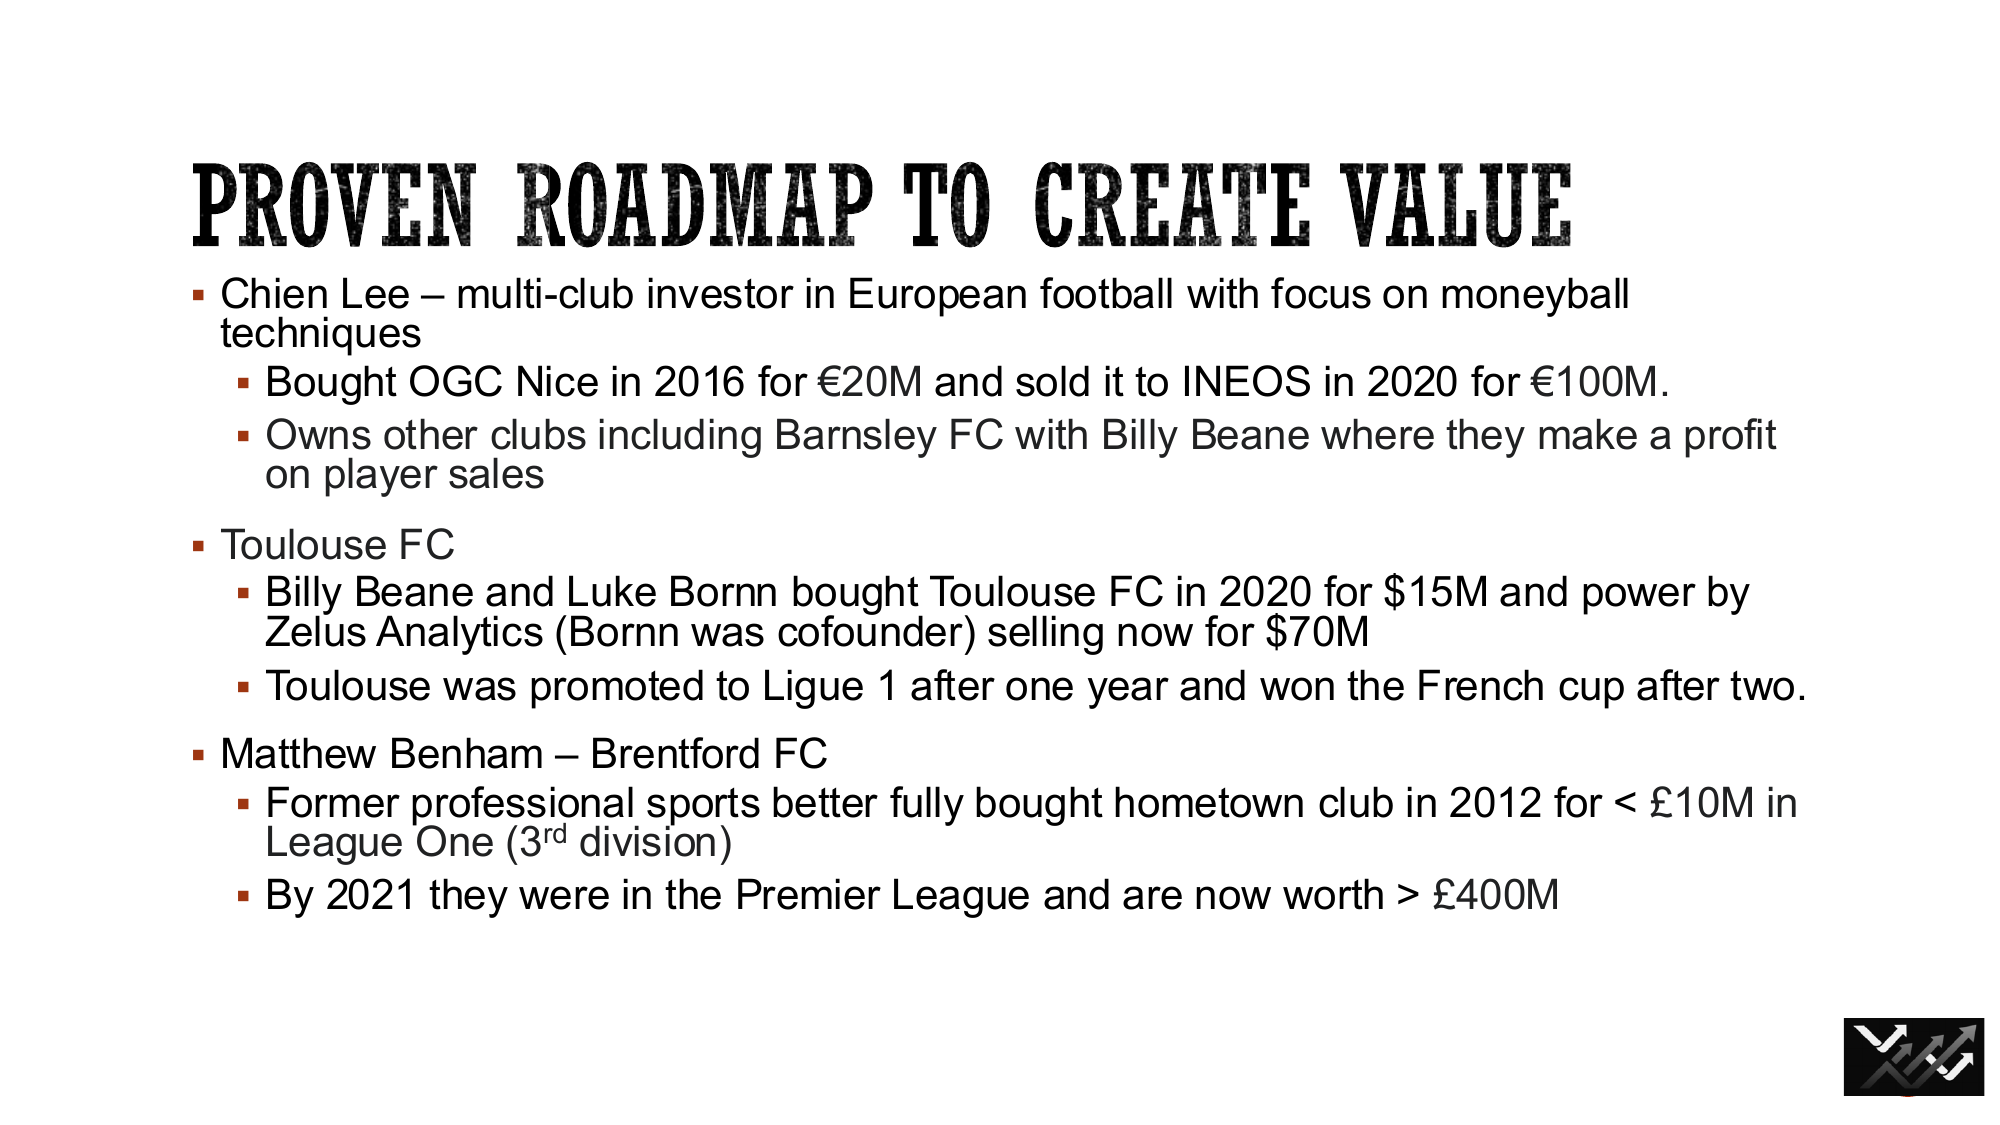 PROVEN ROADMAP TO CREATE VALUE
▪ Chien Lee – multi-club investor in European football with focus on moneyball
techniques
▪ Bought OGC Nice in 2016 for €20M and sold it to INEOS in 2020 for €100M.
▪ Owns other clubs including Barnsley FC with Billy Beane where they make a profit
on player sales
▪ Toulouse FC
▪ Billy Beane and Luke Bornn bought Toulouse FC in 2020 for $15M and power by
Zelus Analytics (Bornn was cofounder) selling now for $70M
▪ Toulouse was promoted to Ligue 1 after one year and won the French cup after two.
▪ Matthew Benham – Brentford FC
▪ Former professional sports better fully bought hometown club in 2012 for < £10M in
League One (3rd division)
▪ By 2021 they were in the Premier League and are now worth > £400M